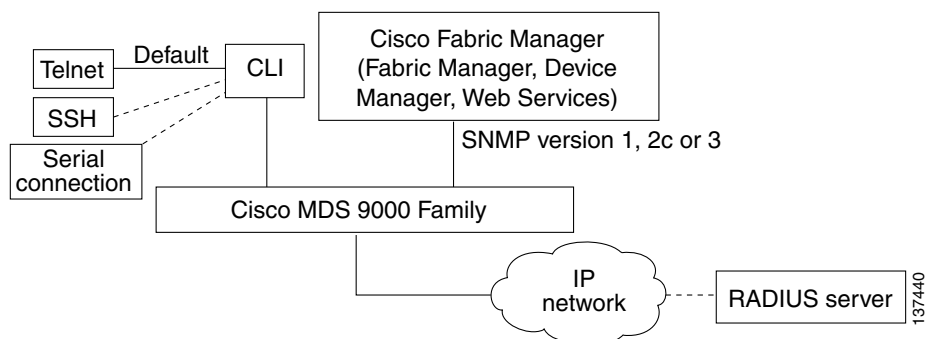 Telnet
Default
CLI
SSH
Serial
connection
Cisco Fabric Manager
(Fabric Manager, Device
Manager, Web Services)
SNMP version 1, 2c or 3
Cisco MDS 9000 Family
IP
network
RADIUS server
137440